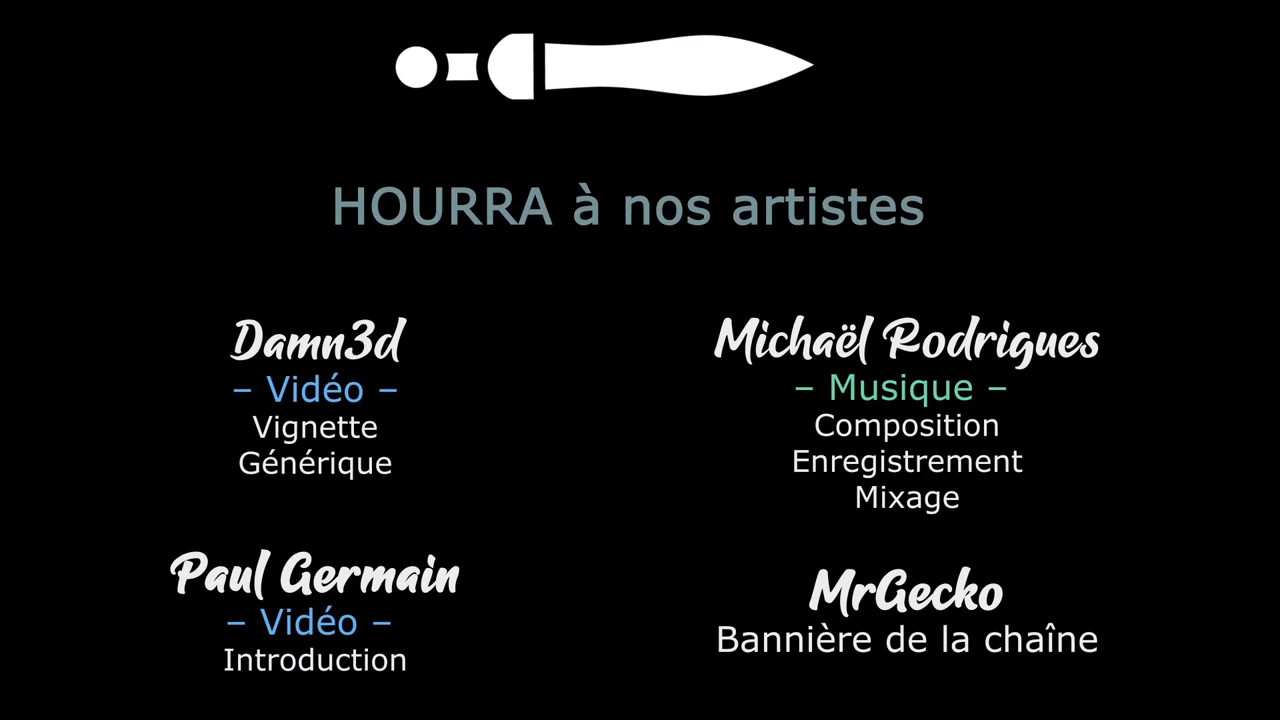 HOURRA à nos artistes
Damn3d
– Vidéo –
Vignette
Générique
Michaël Rodrigues
– Musique –
Composition
Enregistrement
Mixage
Paul Germain
– Vidéo –
Introduction
MrGecko
Bannière de la chaîne